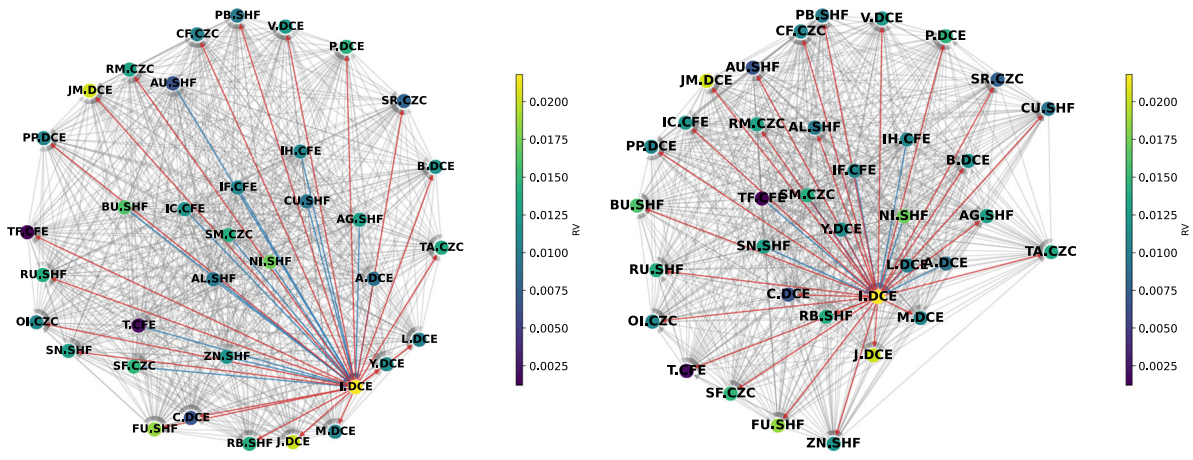 PB.SHF
V.DCE
CF.CZC
P.DCE
RM.CZC
AU.SHF
JM.DCE
SR.CZC
PP.DCE
IH.CFE
B.DCE
IF.CFE
CU.SHF
BU.SHF
IC.CFE
AG.SHF
TF.CFE
SM.CZC
TA.CZC
NI.SHF
RU.SHF
AL.SHF
A.DCE
OI.CZC
T.CFE
L.DCE
SN.SHF
ZN.SHF
SF.CZC
Y.DCE
I.DCE
C.DCE
FU.SHF
M.DCE
RB.SHF
J.DCE
0.0200
0.0175
0.0150
0.0125
0.0100
0.0075
0.0050
0.0025
RV
PB.SHF
V.DCE
CF.CZC
P.DCE
AU.SHF
JM.DCE
SR.CZC
CU.SHF
IC.CFE
RM.CZC
AL.SHF
IH.CFE
PP.DCE
B.DCE
IF.CFE
TF.CFE
SM.CZC
BU.SHF
NI.SHF
AG.SHF
Y.DCE
SN.SHF
TA.CZC
RU.SHF
L.DCE
A.DCE
C.DCE
I.DCE
OI.CZC
RB.SHF
M.DCE
J.DCE
T.CFE
SF.CZC
FU.SHF
ZN.SHF
0.0200
0.0175
0.0150
0.0125
0.0100
0.0075
0.0050
0.0025
RV